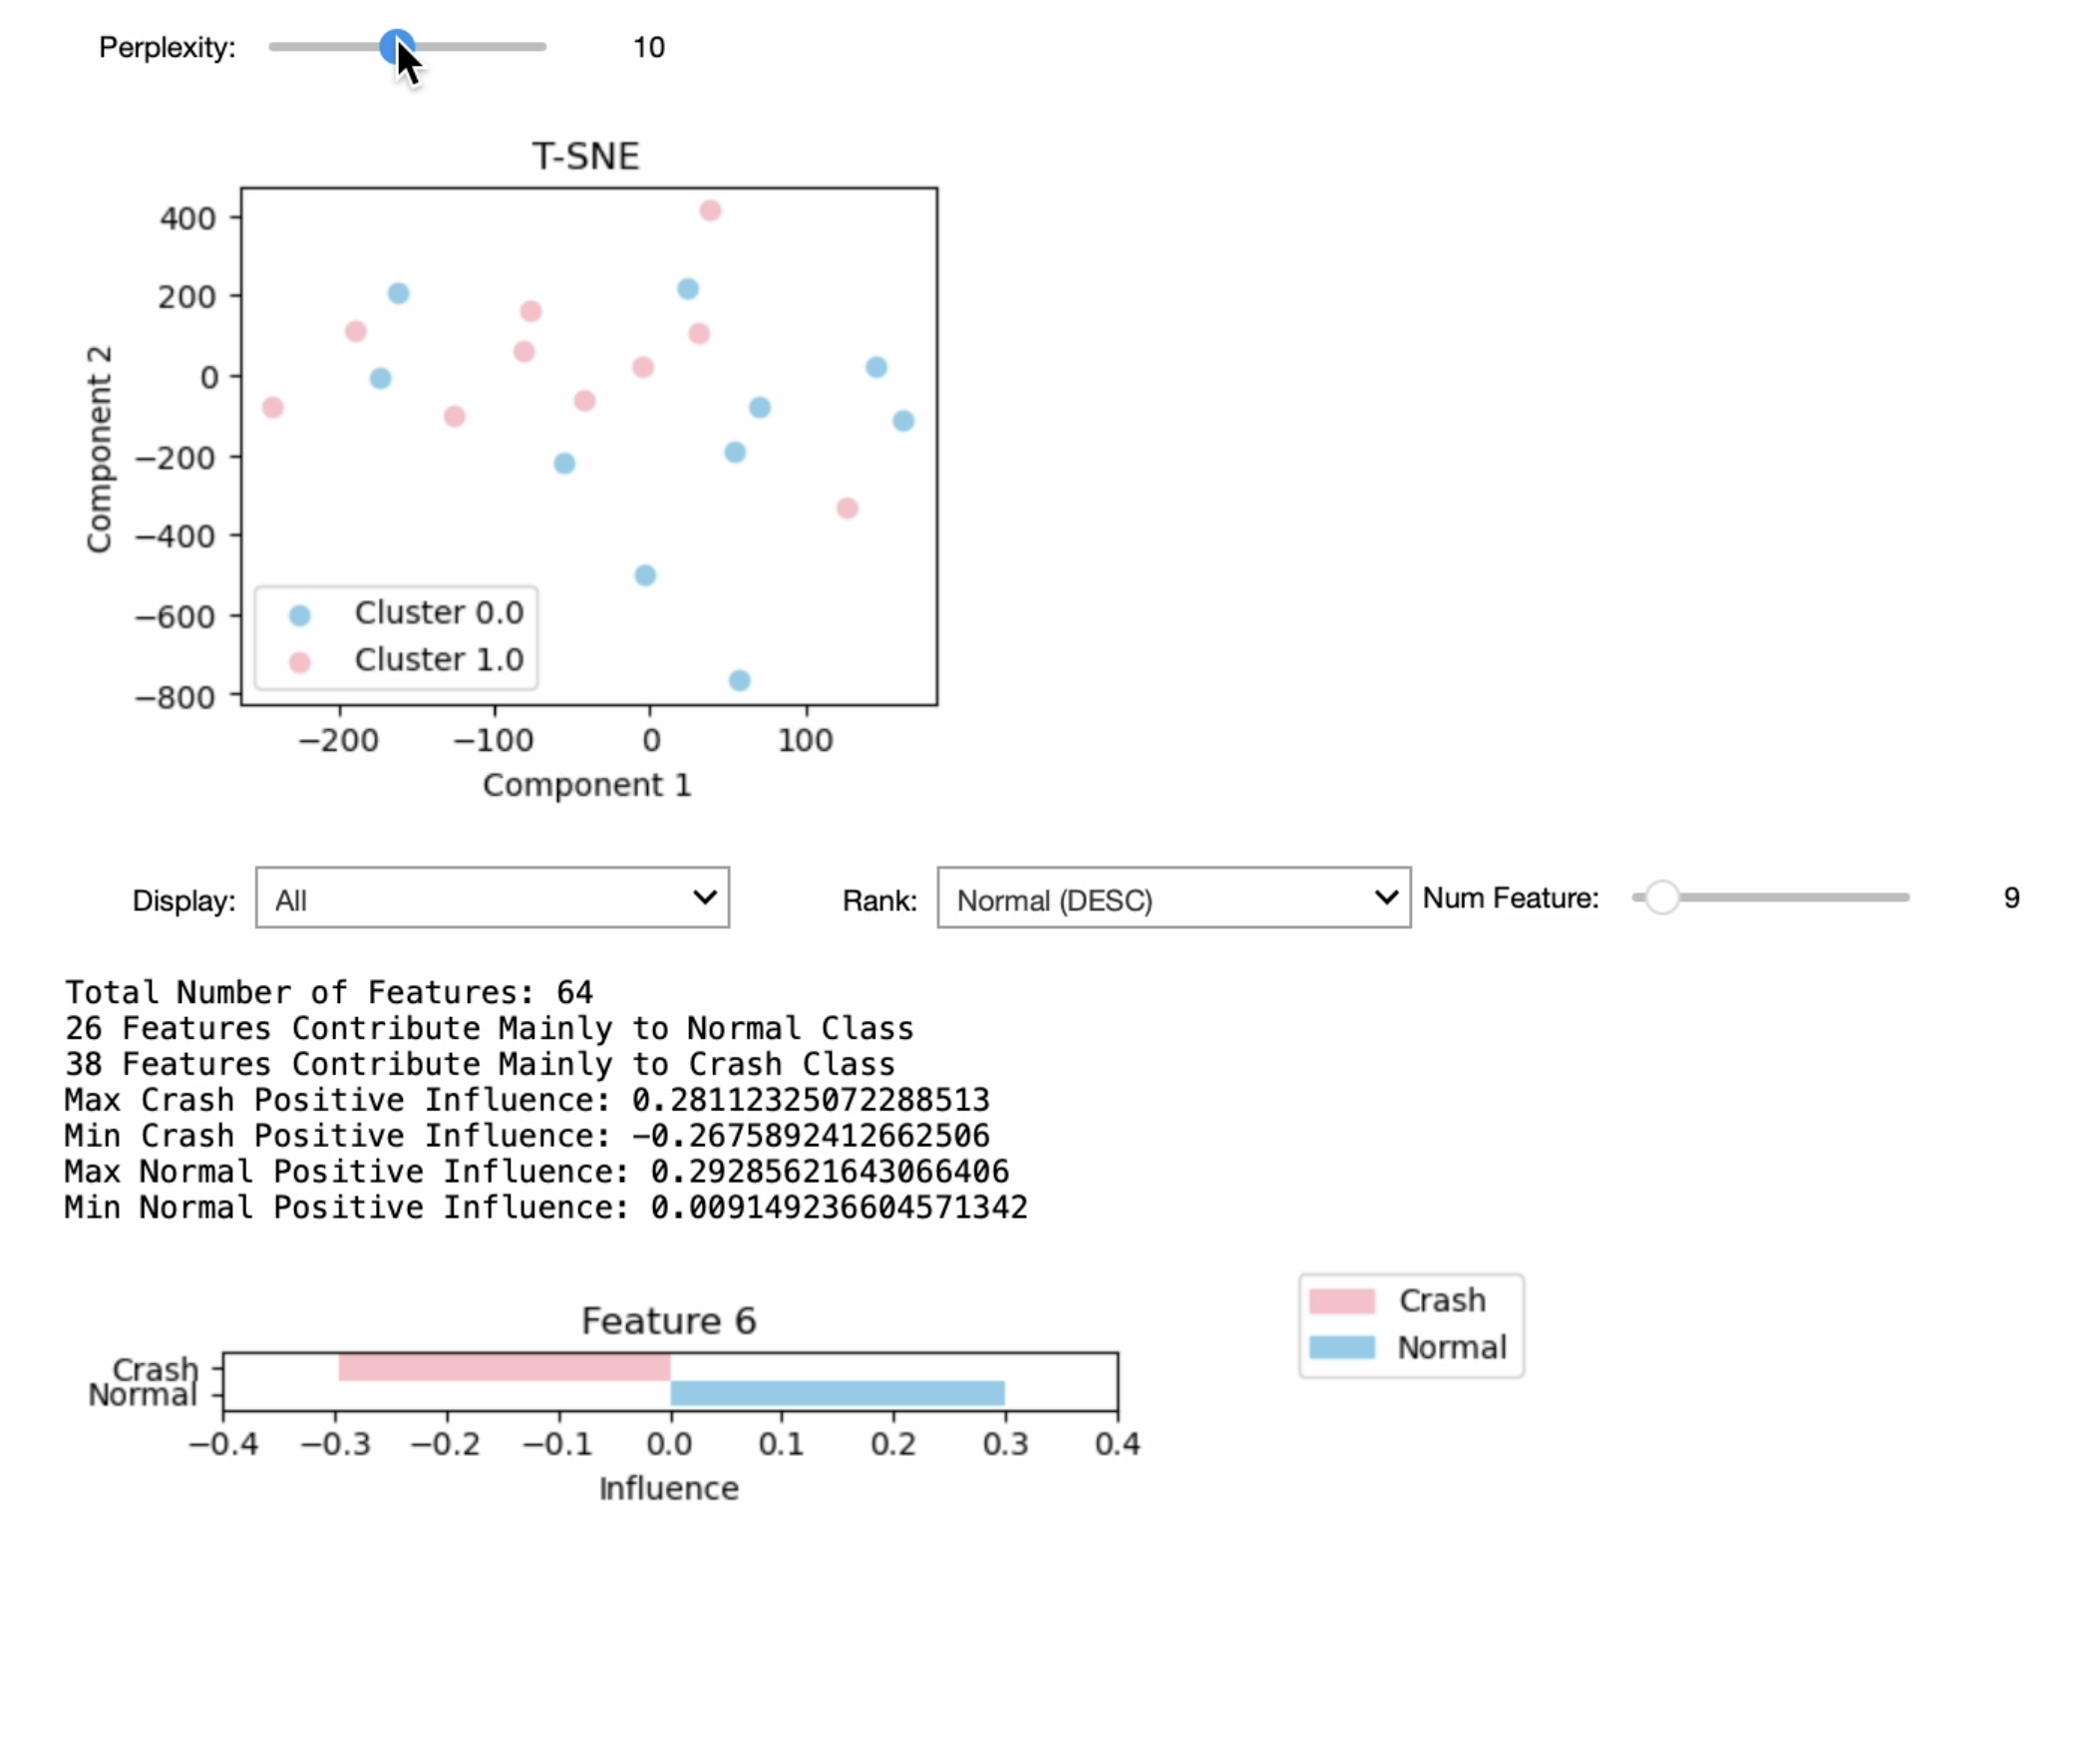 Perplexity: 10
T-SNE
400
200
0
−200
−400
−600
−800
Component 2
Cluster 0.0
Cluster 1.0
−200 −100 0 100
Component 1
Display: All Rank: Normal (DESC) Num Feature: 9
Total Number of Features: 64
26 Features Contribute Mainly to Normal Class
38 Features Contribute Mainly to Crash Class
Max Crash Positive Influence: 0.28112325072288513
Min Crash Positive Influence: −0.2675892412662506
Max Normal Positive Influence: 0.29285621643066406
Min Normal Positive Influence: 0.009149236604571342
Feature 6
Crash
Normal
−0.4 −0.3 −0.2 −0.1 0.0 0.1 0.2 0.3 0.4
Influence
Crash
Normal